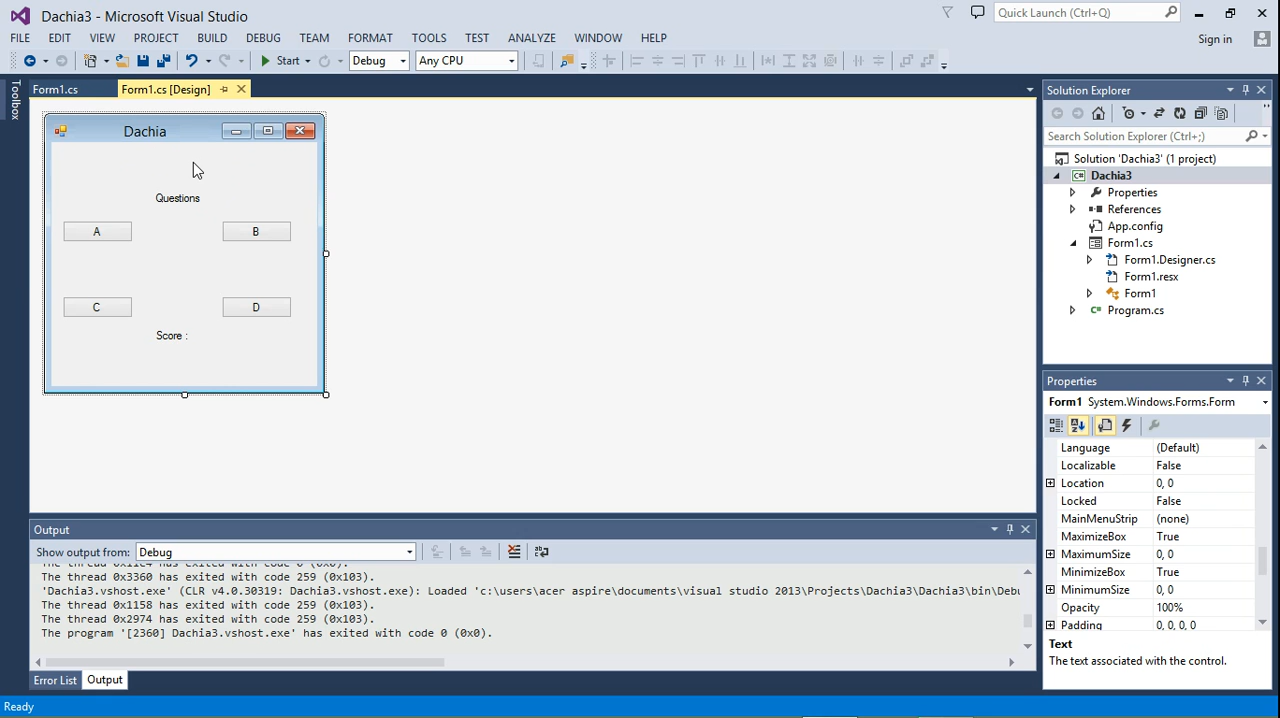 Dachia3 - Microsoft Visual Studio
Quick Launch (Ctrl+Q)
FILE EDIT VIEW PROJECT BUILD DEBUG TEAM FORMAT TOOLS TEST ANALYZE WINDOW HELP
Sign in
Start Debug Any CPU
Toolbox
Form1.cs Form1.cs [Design]
Dachia
Questions
A B
C D
Score :
Solution Explorer
Search Solution Explorer (Ctrl+;)
Solution 'Dachia3' (1 project)
C# Dachia3
Properties
References
App.config
Form1.cs
Form1.Designer.cs
Form1.resx
Form1
C# Program.cs
Properties
Form1 System.Windows.Forms.Form
Language (Default)
Localizable False
Location 0, 0
Locked False
MainMenuStrip (none)
MaximizeBox True
MaximumSize 0, 0
MinimizeBox True
MinimumSize 0, 0
Opacity 100%
Padding 0, 0, 0, 0
Text
The text associated with the control.
Output
Show output from: Debug
The thread 0x3360 has exited with code 259 (0x103).
'Dachia3.vshost.exe' (CLR v4.0.30319: Dachia3.vshost.exe): Loaded 'c:\users\acer aspire\documents\visual studio 2013\Projects\Dachia3\Dachia3\bin\Debu
The thread 0x1158 has exited with code 259 (0x103).
The thread 0x2974 has exited with code 259 (0x103).
The program '[2360] Dachia3.vshost.exe' has exited with code 0 (0x0).
Error List Output
Ready